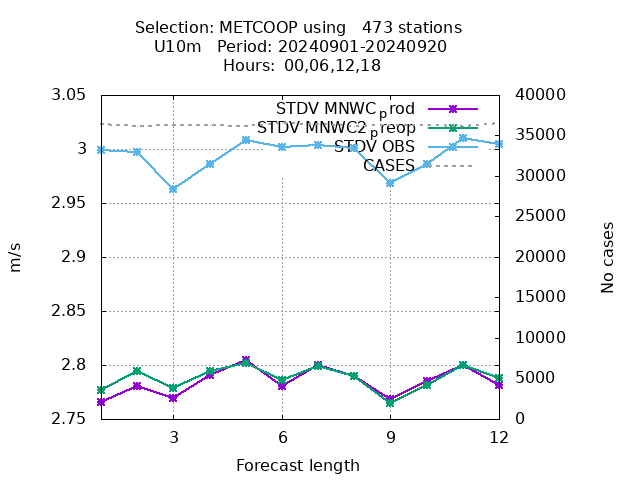 Selection: METCOOP using   473 stations
U10m   Period: 20240901-20240920
Hours:  00,06,12,18
3.05
3
2.95
2.9
2.85
2.8
2.75
40000
35000
30000
25000
20000
15000
10000
5000
0
STDV MNWCprod
STDV MNWC2preop
STDV OBS
CASES
m/s
No cases
3
6
9
12
Forecast length